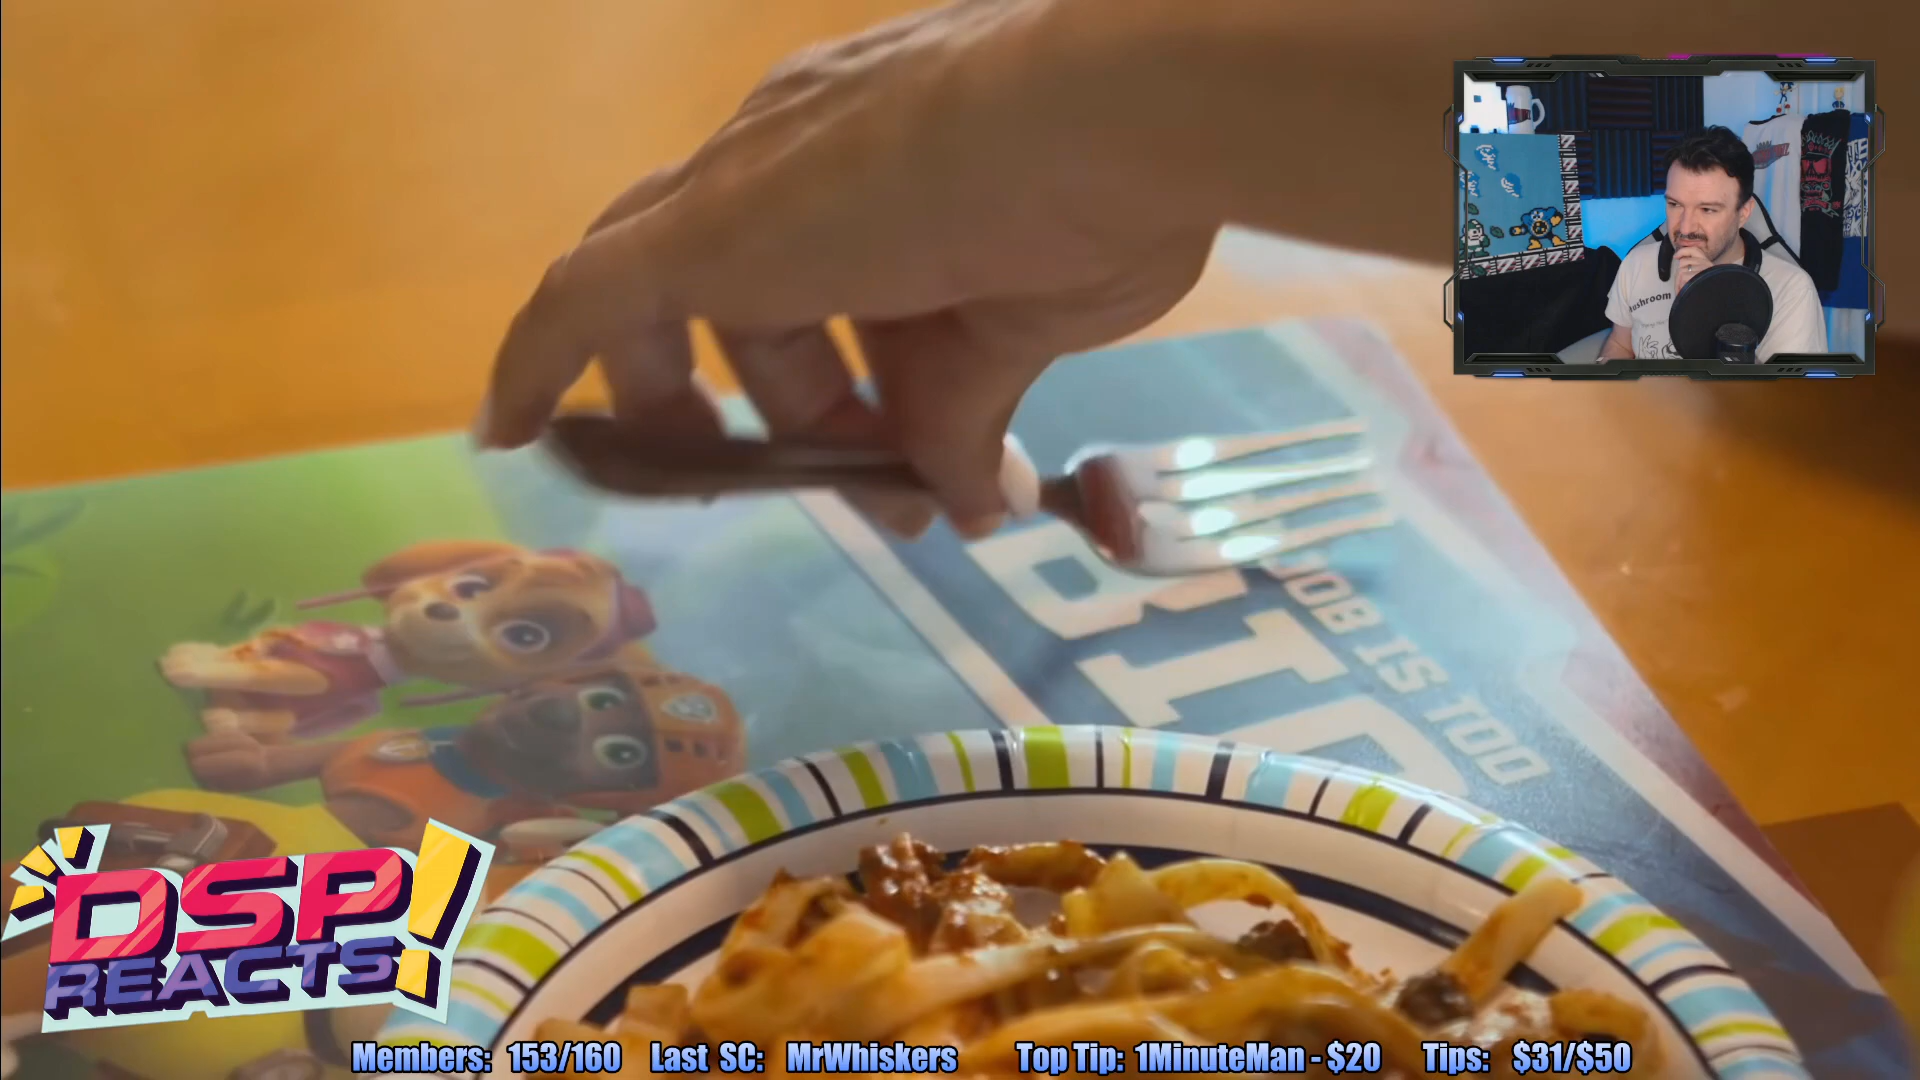 JOB IS TOO
BIG
mushroom
DSP
REACTS!
Members: 153/160 Last SC: MrWhiskers Top Tip: 1MinuteMan - $20 Tips: $31/$50